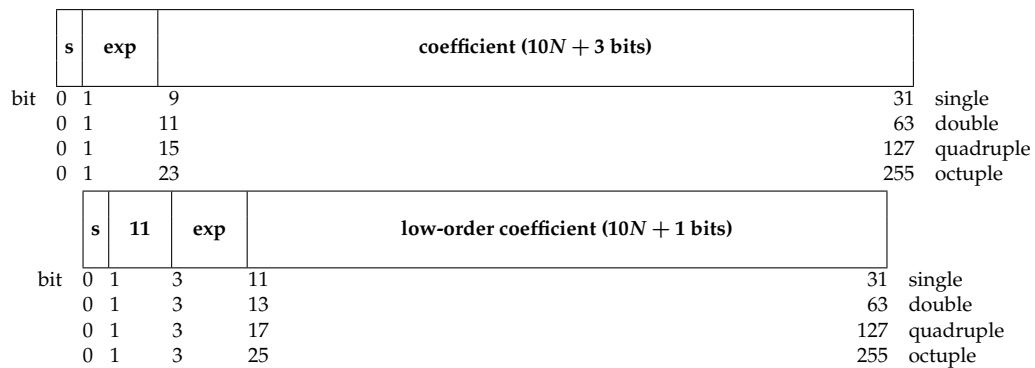 s exp coefficient (10N + 3 bits)
bit 0 1 9 31 single
0 1 11 63 double
0 1 15 127 quadruple
0 1 23 255 octuple
s 11 exp low-order coefficient (10N + 1 bits)
bit 0 1 3 11 31 single
0 1 3 13 63 double
0 1 3 17 127 quadruple
0 1 3 25 255 octuple